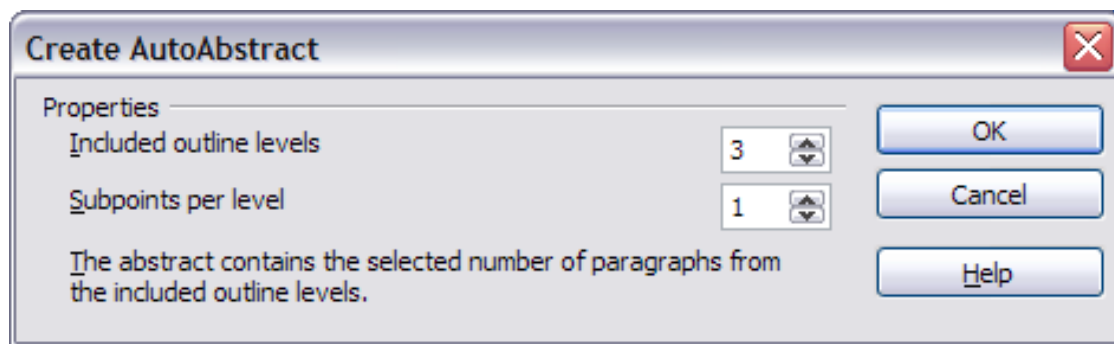 Create AutoAbstract
Properties
Included outline levels
3
Subpoints per level
1
The abstract contains the selected number of paragraphs from
the included outline levels.
OK
Cancel
Help